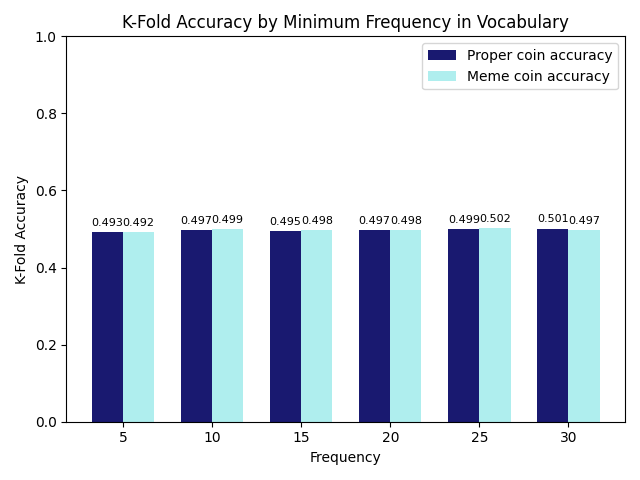 K-Fold Accuracy by Minimum Frequency in Vocabulary
Proper coin accuracy
Meme coin accuracy
K-Fold Accuracy
1.0
0.8
0.6
0.4
0.2
0.0
0.493 0.492
0.497 0.499
0.495 0.498
0.497 0.498
0.499 0.502
0.501 0.497
5 10 15 20 25 30
Frequency